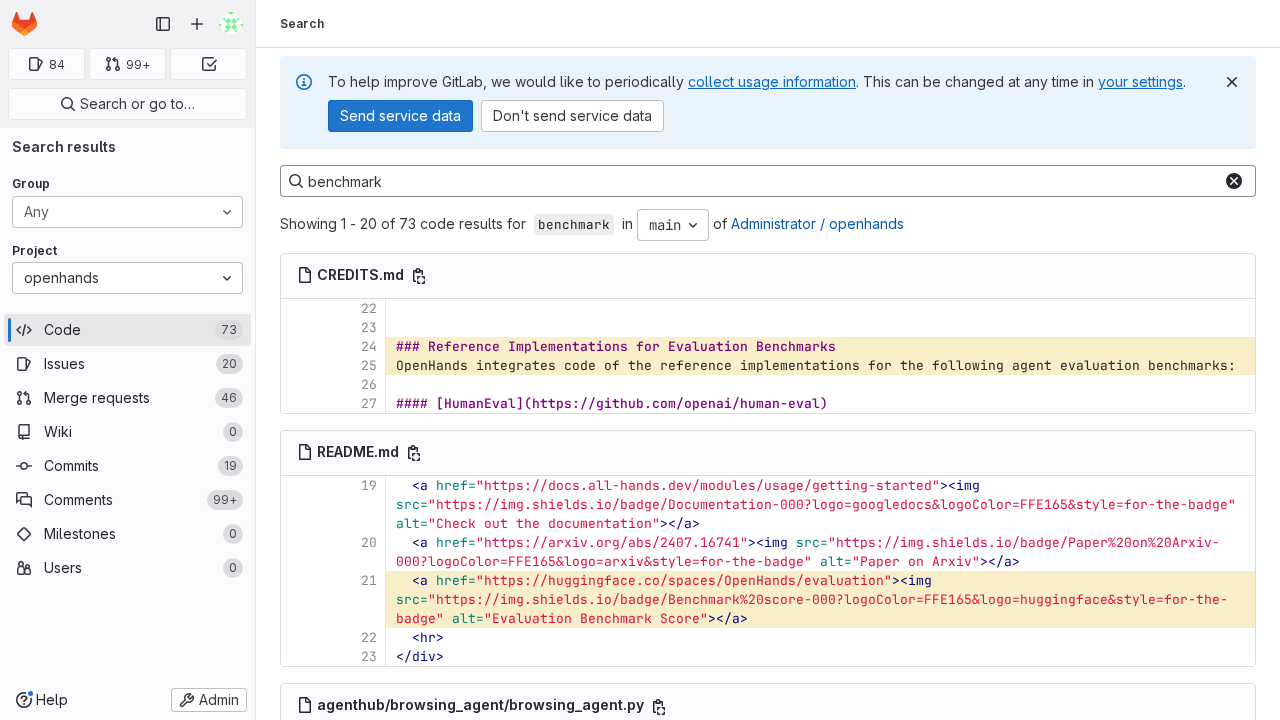 84
99+
Search or go to…
Search results
Group
Any
Project
openhands
Code 73
Issues 20
Merge requests 46
Wiki 0
Commits 19
Comments 99+
Milestones 0
Users 0
Help
Admin
Search
To help improve GitLab, we would like to periodically collect usage information. This can be changed at any time in your settings.
Send service data
Don't send service data
benchmark
Showing 1 - 20 of 73 code results for benchmark in main of Administrator / openhands
CREDITS.md
22
23
24 ### Reference Implementations for Evaluation Benchmarks
25 OpenHands integrates code of the reference implementations for the following agent evaluation benchmarks:
26
27 #### [HumanEval](https://github.com/openai/human-eval)
README.md
19 <a href="https://docs.all-hands.dev/modules/usage/getting-started"><img
src="https://img.shields.io/badge/Documentation-000?logo=googledocs&logoColor=FFE165&style=for-the-badge"
alt="Check out the documentation"></a>
20 <a href="https://arxiv.org/abs/2407.16741"><img src="https://img.shields.io/badge/Paper%20on%20Arxiv-
000?logoColor=FFE165&logo=arxiv&style=for-the-badge" alt="Paper on Arxiv"></a>
21 <a href="https://huggingface.co/spaces/OpenHands/evaluation"><img
src="https://img.shields.io/badge/Benchmark%20score-000?logoColor=FFE165&logo=huggingface&style=for-the-
badge" alt="Evaluation Benchmark Score"></a>
22 <hr>
23 </div>
agenthub/browsing_agent/browsing_agent.py